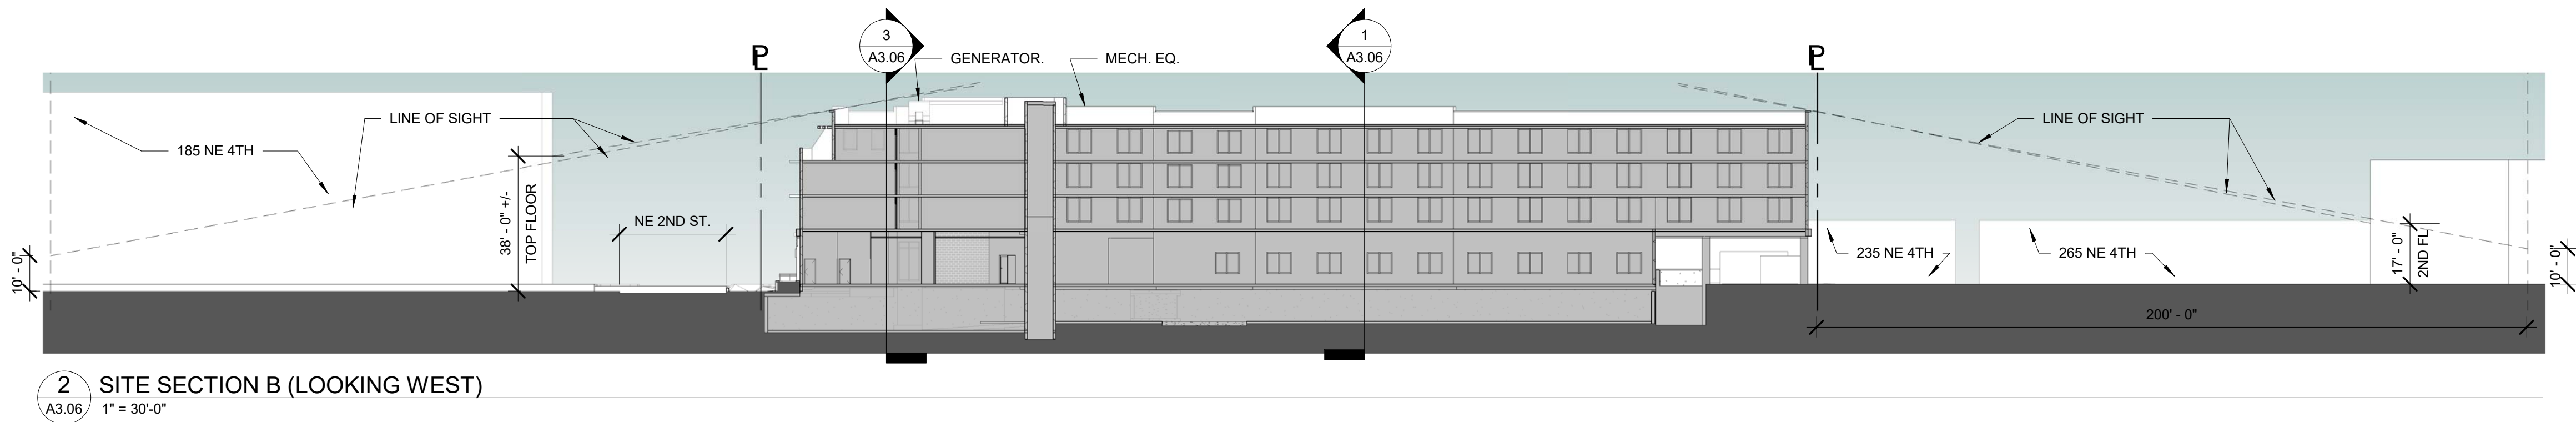 3
A3.06
1
A3.06
PL
PL
GENERATOR.
MECH. EQ.
LINE OF SIGHT
LINE OF SIGHT
185 NE 4TH
38' - 0" +/-
TOP FLOOR
NE 2ND ST.
10' - 0"
235 NE 4TH
265 NE 4TH
17' - 0"
2ND FL
10' - 0"
200' - 0"
2
A3.06
SITE SECTION B (LOOKING WEST)
1" = 30'-0"